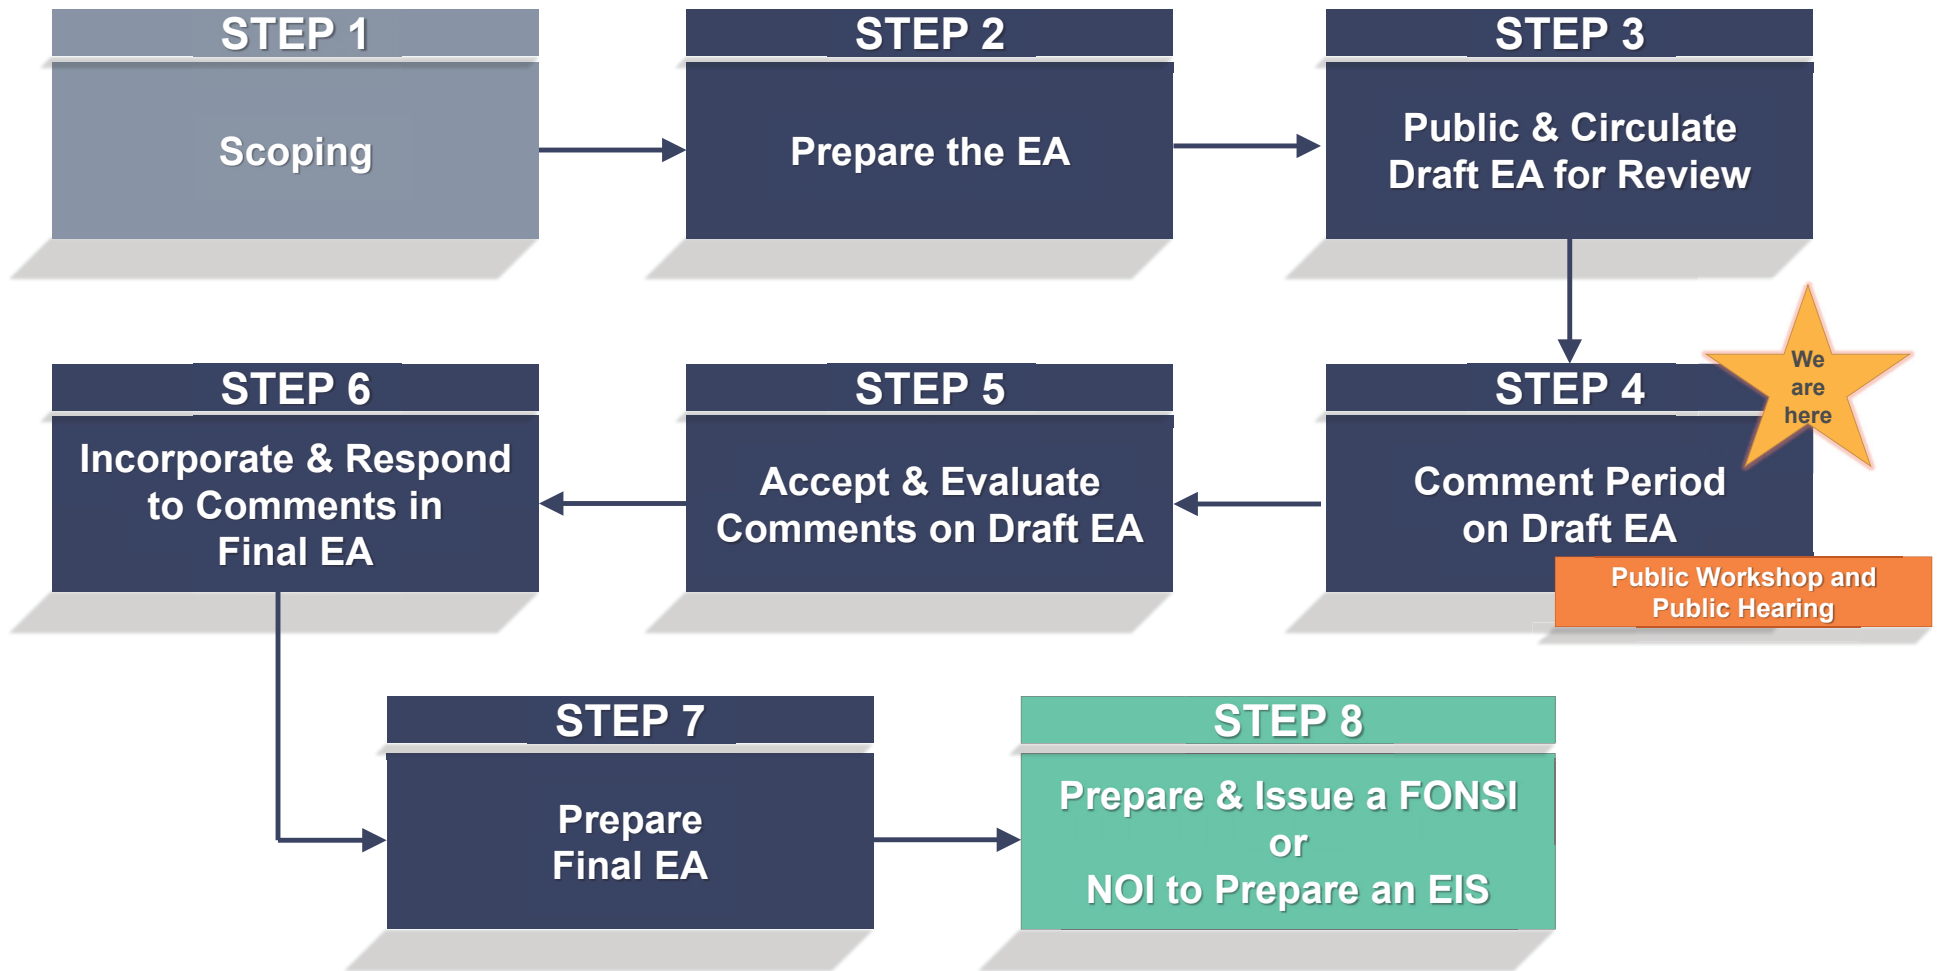 STEP 1
Scoping
STEP 2
Prepare the EA
STEP 3
Public & Circulate
Draft EA for Review
We
are
here
STEP 4
Comment Period
on Draft EA
Public Workshop and
Public Hearing
STEP 5
Accept & Evaluate
Comments on Draft EA
STEP 6
Incorporate & Respond
to Comments in
Final EA
STEP 7
Prepare
Final EA
STEP 8
Prepare & Issue a FONSI
or
NOI to Prepare an EIS